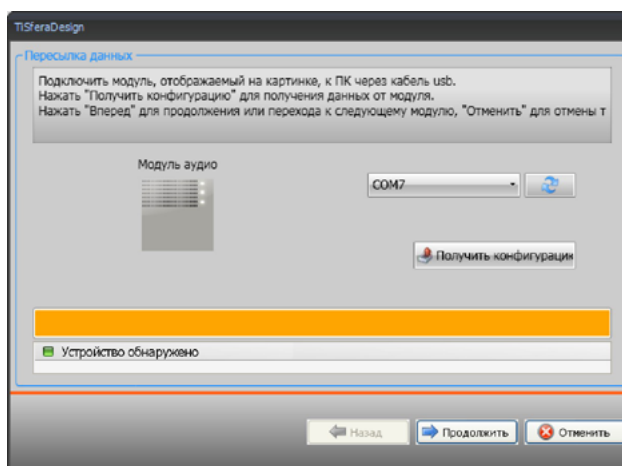 TiSferaDesign
Пересылка данных
Подключить модуль, отображаемый на картинке, к ПК через кабель usb.
Нажать "Получить конфигурацию" для получения данных от модуля.
Нажать "Вперед" для продолжения или перехода к следующему модулю, "Отменить" для отмены т
Модуль аудио
COM7
Получить конфигураци
Устройство обнаружено
Назад
Продолжить
Отменить